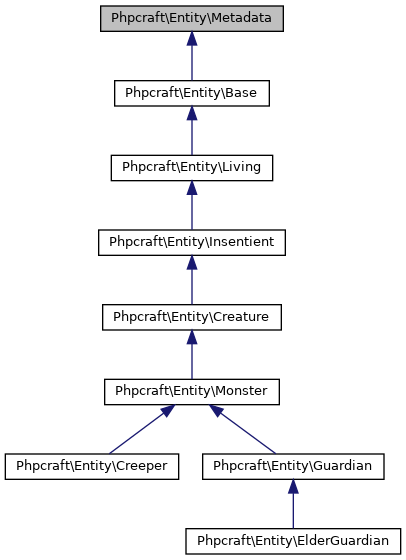 Phpcraft\Entity\Metadata
Phpcraft\Entity\Base
Phpcraft\Entity\Living
Phpcraft\Entity\Insentient
Phpcraft\Entity\Creature
Phpcraft\Entity\Monster
Phpcraft\Entity\Creeper
Phpcraft\Entity\Guardian
Phpcraft\Entity\ElderGuardian